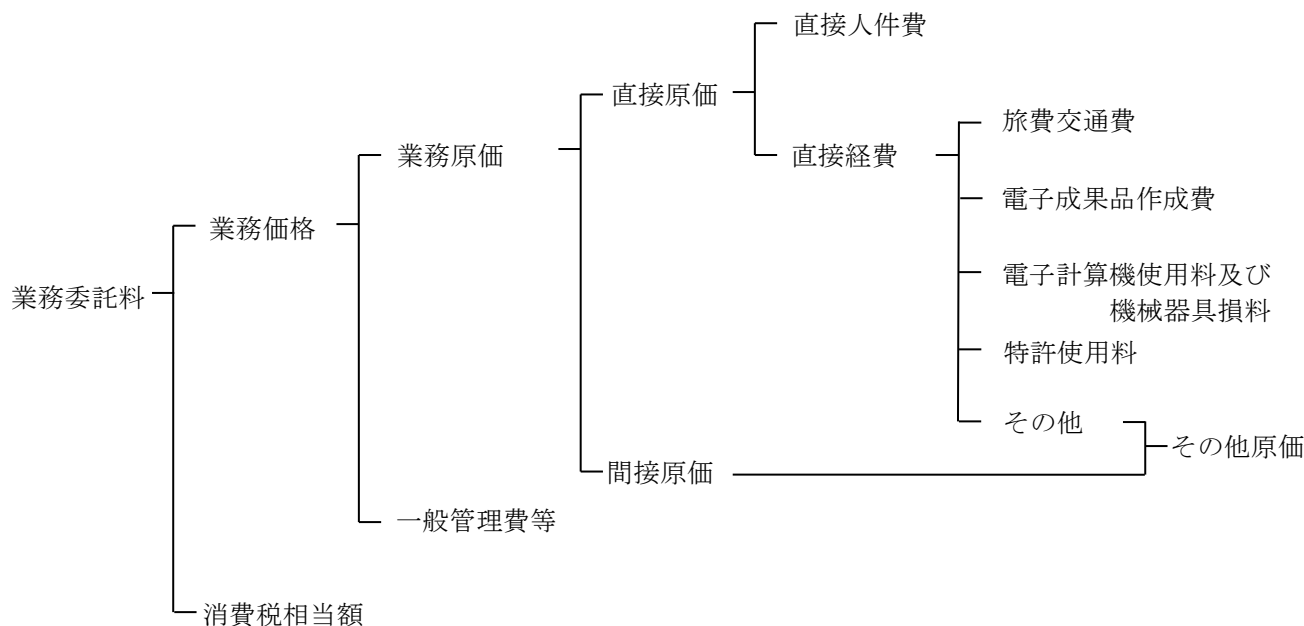 直接人件費
直接原価
旅費交通費
業務原価
直接経費
電子成果品作成費
業務価格
電子計算機使用料及び
機械器具損料
業務委託料
特許使用料
その他
その他原価
間接原価
一般管理費等
消費税相当額